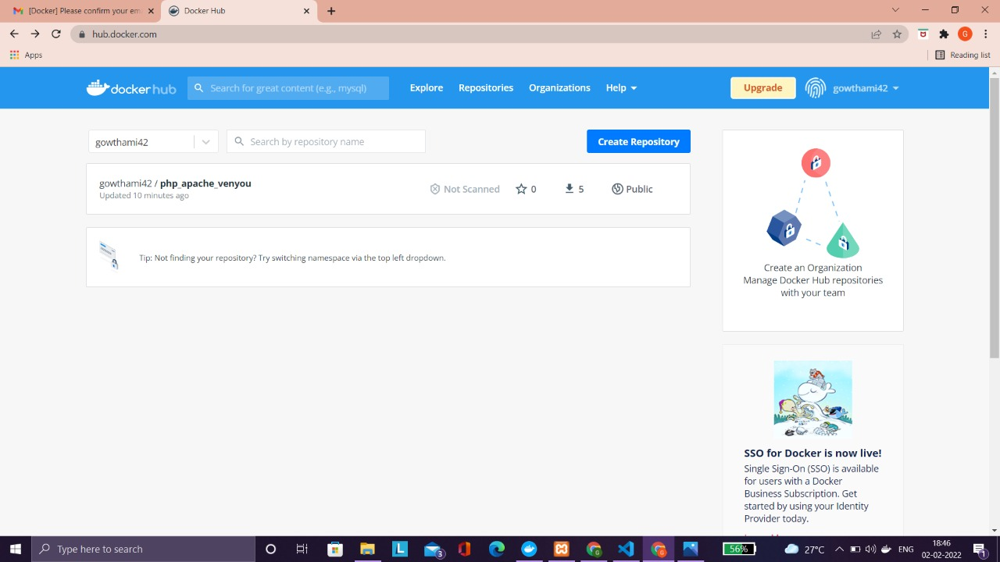 [Docker] Please confirm your em
Docker Hub
hub.docker.com
G
Apps
Reading list
docker hub
Search for great content (e.g., mysql)
Explore
Repositories
Organizations
Help
Upgrade
gowthami42
gowthami42
Search by repository name
Create Repository
gowthami42 / php_apache_venyou
Updated 10 minutes ago
Not Scanned
0
5
Public
Tip: Not finding your repository? Try switching namespace via the top left dropdown.
Create an Organization
Manage Docker Hub repositories
with your team
SSO for Docker is now live!
Single Sign-On (SSO) is available
for users with a Docker
Business Subscription. Get
started by using your Identity
Provider today.
Type here to search
L
3
56%
27°C
ENG
18:46
02-02-2022
1